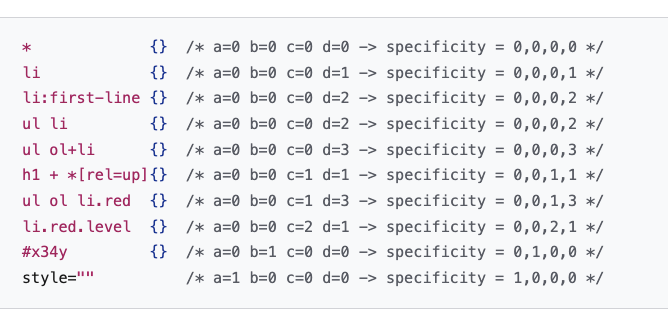 *             {}  /* a=0 b=0 c=0 d=0 -> specificity = 0,0,0,0 */
li            {}  /* a=0 b=0 c=0 d=1 -> specificity = 0,0,0,1 */
li:first-line {}  /* a=0 b=0 c=0 d=2 -> specificity = 0,0,0,2 */
ul li         {}  /* a=0 b=0 c=0 d=2 -> specificity = 0,0,0,2 */
ul ol+li      {}  /* a=0 b=0 c=0 d=3 -> specificity = 0,0,0,3 */
h1 + *[rel=up]{}  /* a=0 b=0 c=1 d=1 -> specificity = 0,0,1,1 */
ul ol li.red  {}  /* a=0 b=0 c=1 d=3 -> specificity = 0,0,1,3 */
li.red.level  {}  /* a=0 b=0 c=2 d=1 -> specificity = 0,0,2,1 */
#x34y         {}  /* a=0 b=1 c=0 d=0 -> specificity = 0,1,0,0 */
style=""          /* a=1 b=0 c=0 d=0 -> specificity = 1,0,0,0 */